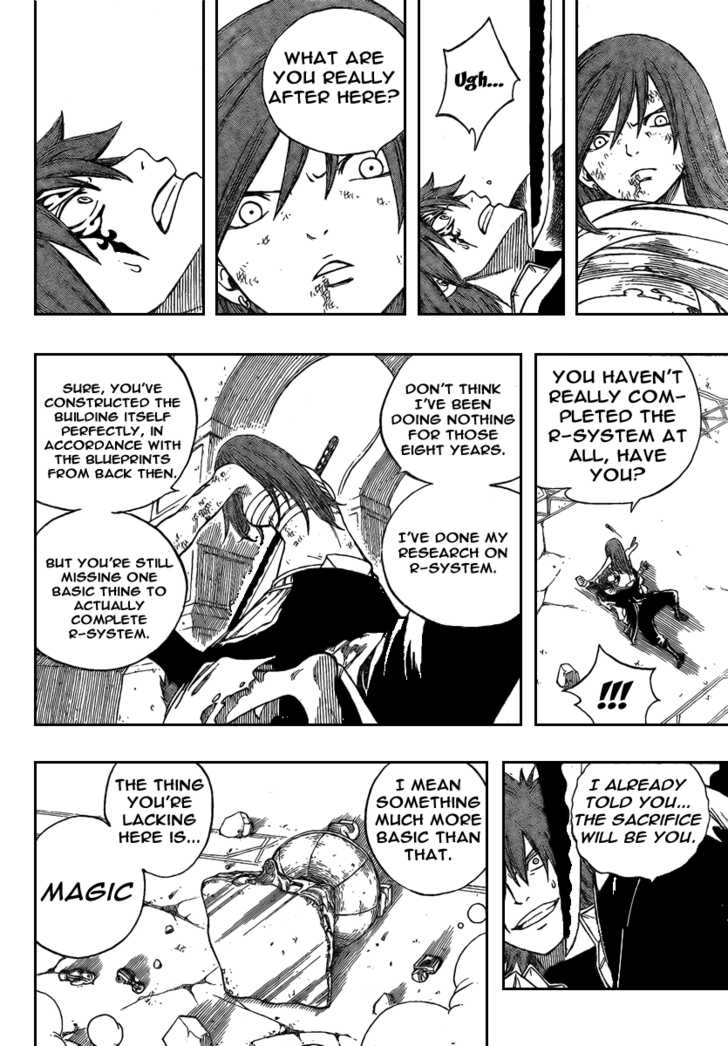 Ugh...
WHAT ARE
YOU REALLY
AFTER HERE?
YOU HAVEN'T
REALLY COM-
PLETED THE
R-SYSTEM AT
ALL, HAVE
YOU?
!!!
DON'T THINK
I'VE BEEN
DOING NOTHING
FOR THOSE
EIGHT YEARS.
I'VE DONE MY
RESEARCH ON
R-SYSTEM.
SURE, YOU'VE
CONSTRUCTED THE
BUILDING ITSELF
PERFECTLY, IN
ACCORDANCE WITH
THE BLUEPRINTS
FROM BACK THEN.
BUT YOU'RE STILL
MISSING ONE
BASIC THING TO
ACTUALLY
COMPLETE
R-SYSTEM.
I ALREADY
TOLD YOU...
THE SACRIFICE
WILL BE YOU.
I MEAN
SOMETHING
MUCH MORE
BASIC THAN
THAT.
THE THING
YOU'RE
LACKING
HERE IS...
MAGIC